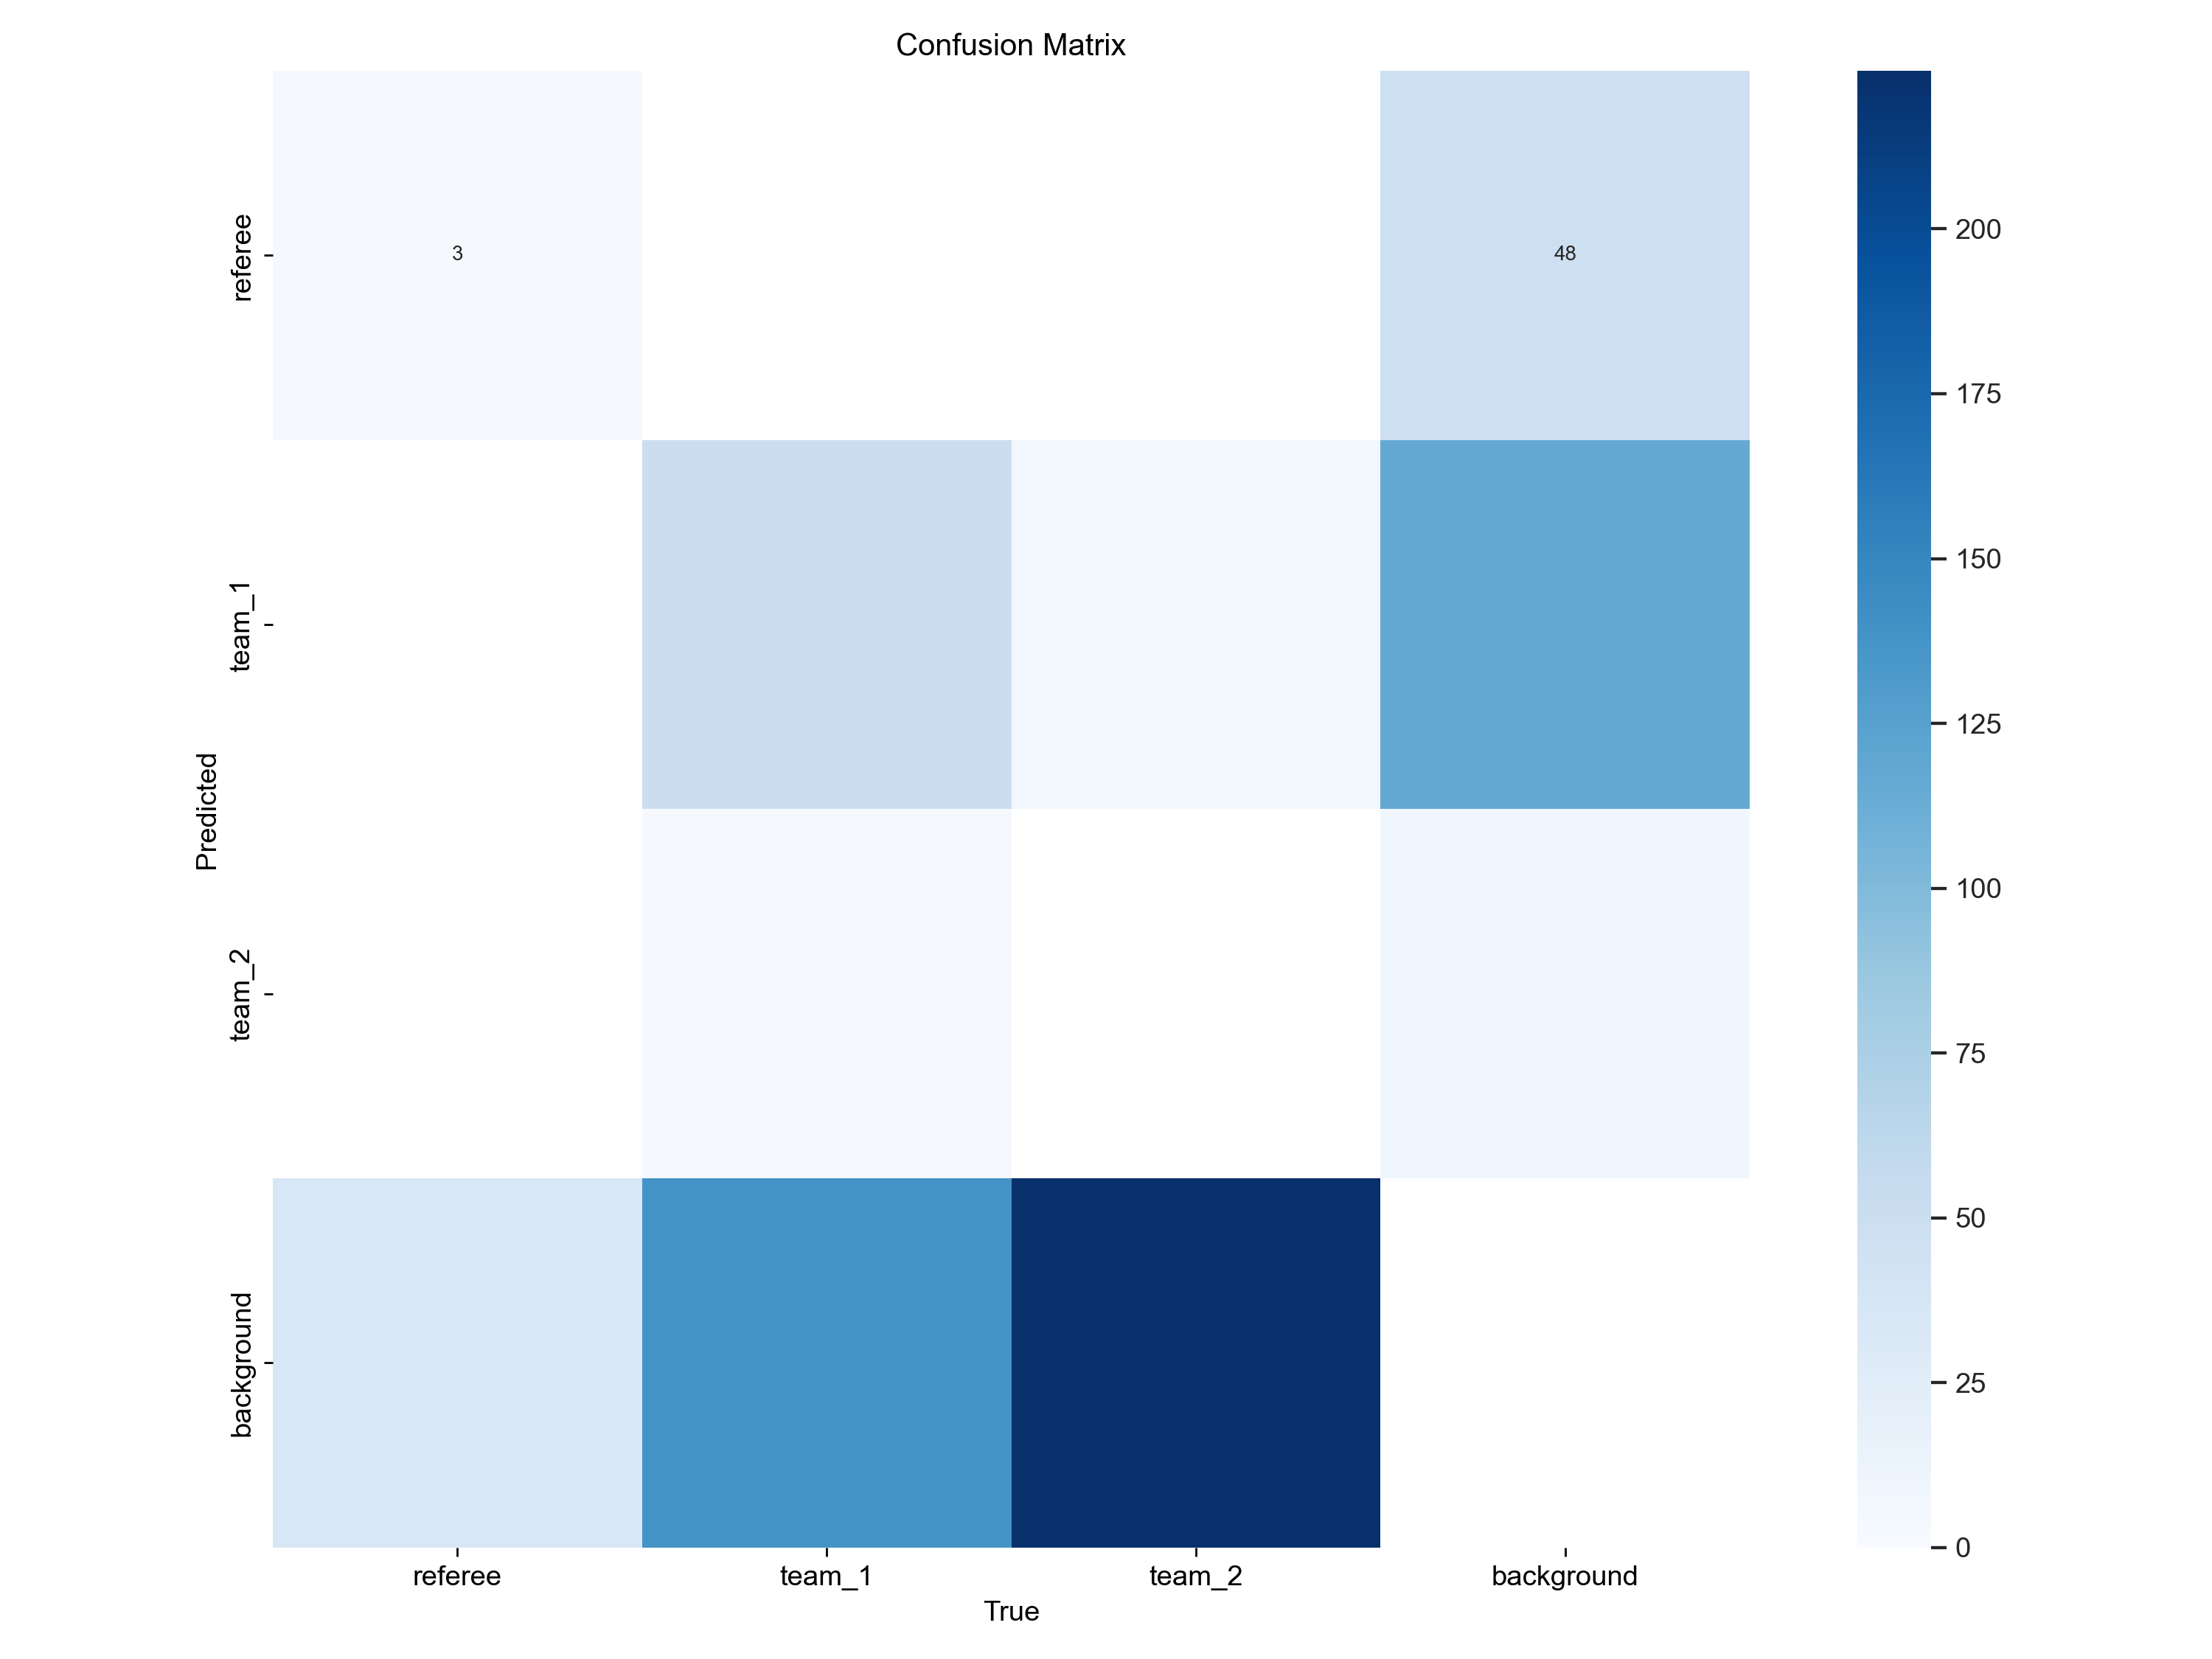 Confusion Matrix
referee
3
48
team_1
Predicted
team_2
background
referee
team_1
team_2
background
True
200
175
150
125
100
75
50
25
0